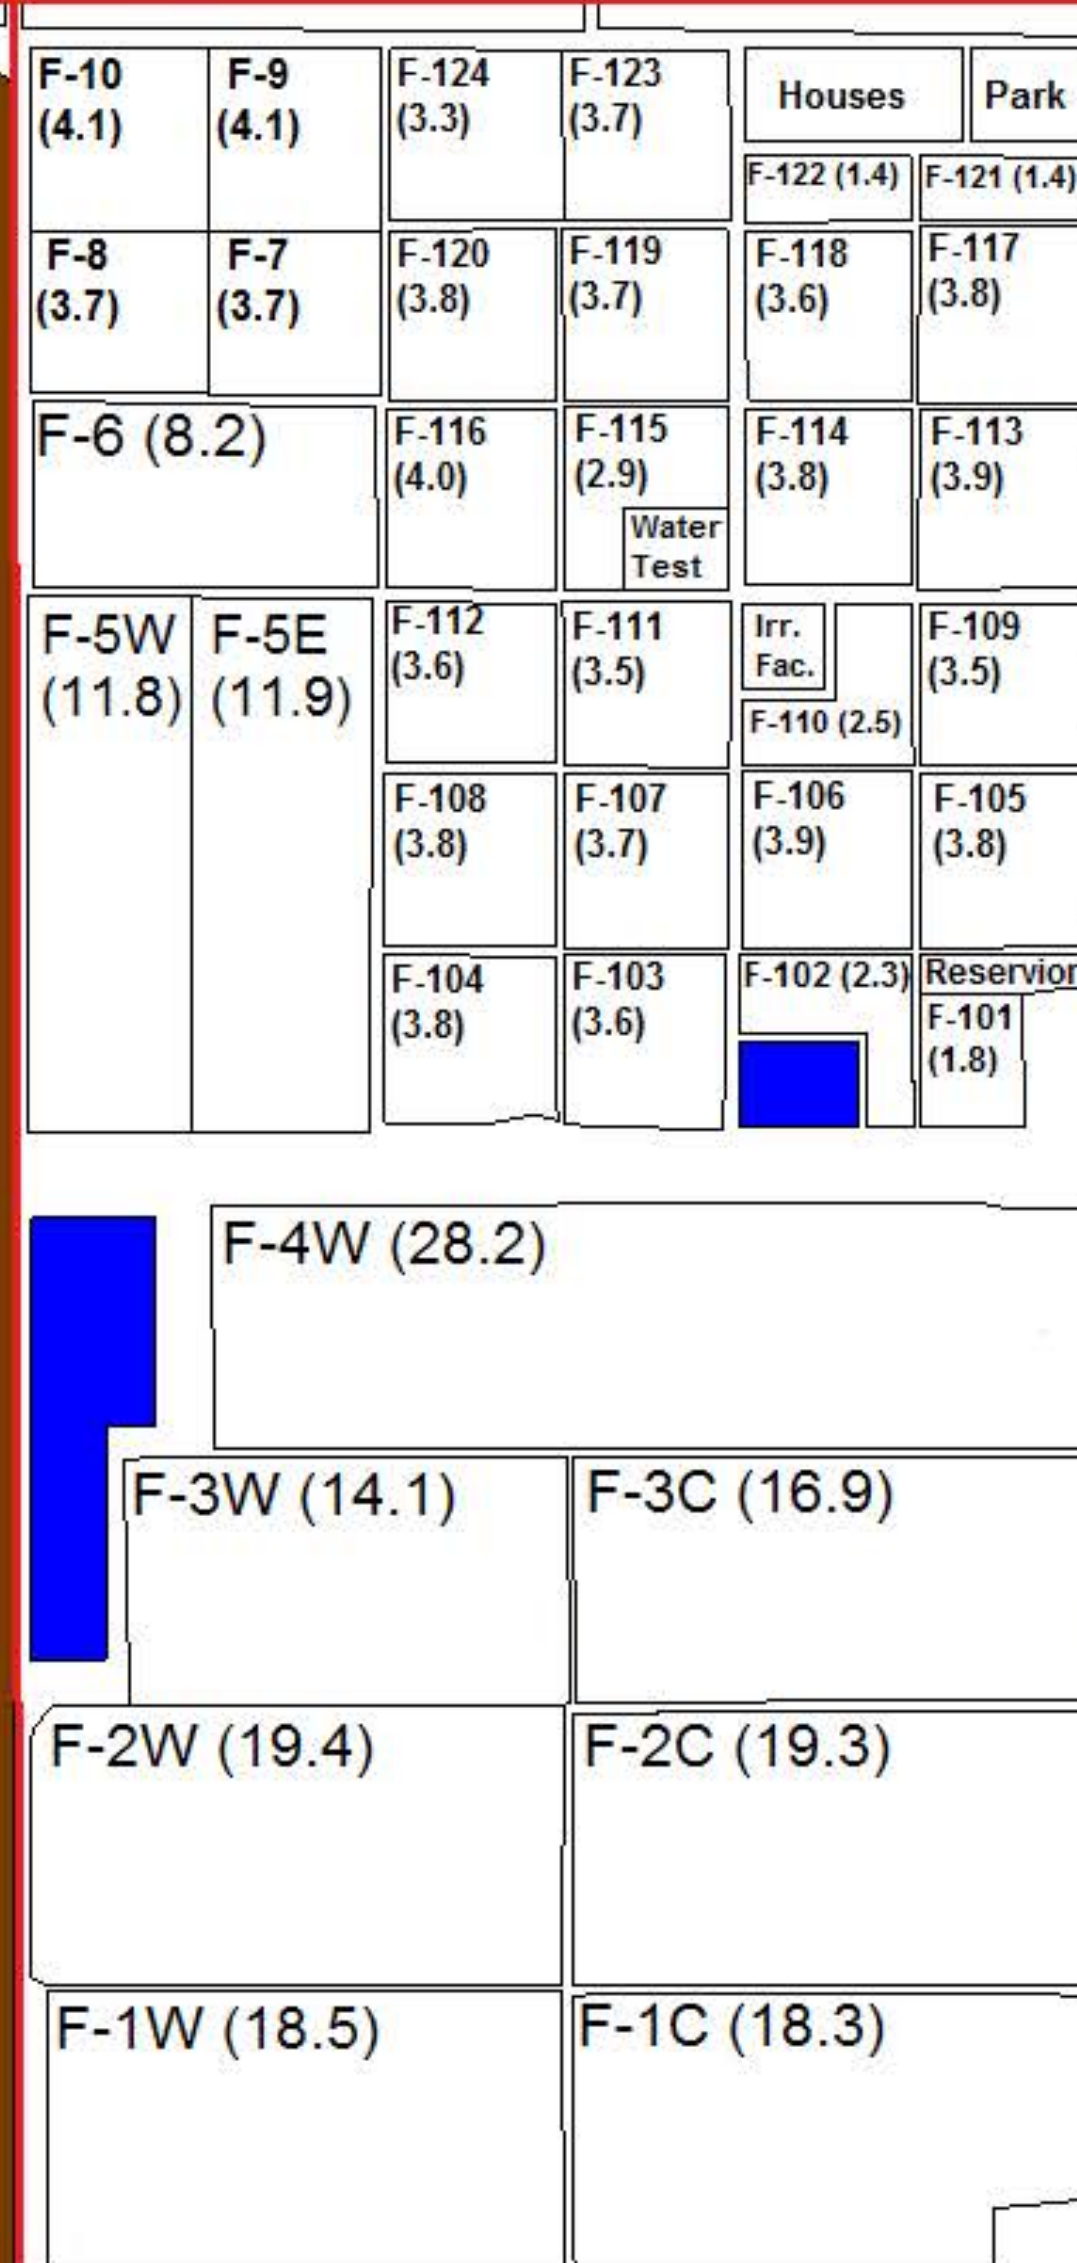 F-10
(4.1)
F-9
(4.1)
F-124
(3.3)
F-123
(3.7)
Houses
Park
F-122 (1.4)
F-121 (1.4)
F-8
(3.7)
F-7
(3.7)
F-120
(3.8)
F-119
(3.7)
F-118
(3.6)
F-117
(3.8)
F-6 (8.2)
F-116
(4.0)
F-115
(2.9)
Water
Test
F-114
(3.8)
F-113
(3.9)
F-5W
(11.8)
F-5E
(11.9)
F-112
(3.6)
F-111
(3.5)
Irr.
Fac.
F-110 (2.5)
F-109
(3.5)
F-108
(3.8)
F-107
(3.7)
F-106
(3.9)
F-105
(3.8)
F-104
(3.8)
F-103
(3.6)
F-102 (2.3)
Reservior
F-101
(1.8)
F-4W (28.2)
F-3W (14.1)
F-3C (16.9)
F-2W (19.4)
F-2C (19.3)
F-1W (18.5)
F-1C (18.3)